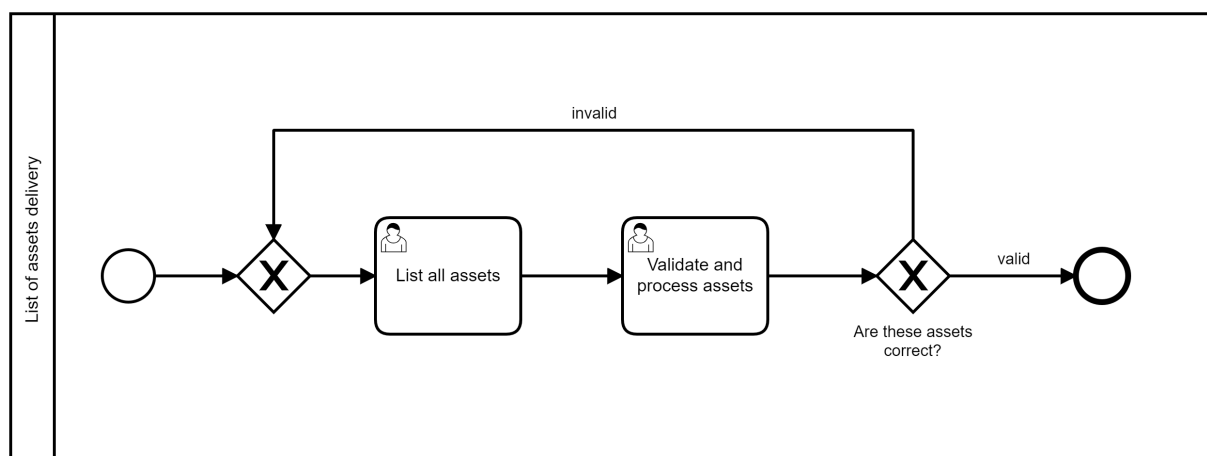 List of assets delivery
invalid
List all assets
Validate and
process assets
valid
Are these assets
correct?